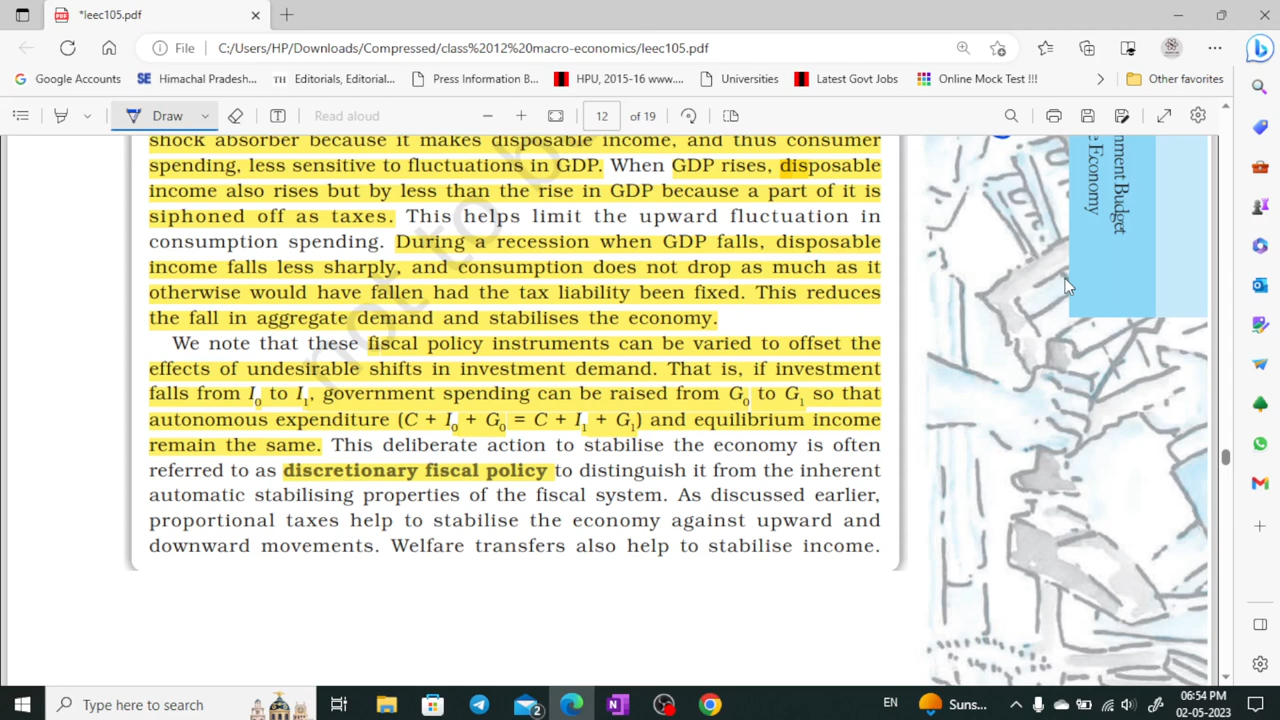 *leec105.pdf
File
C:/Users/HP/Downloads/Compressed/class%2012%20macro-economics/leec105.pdf
Google Accounts
SE Himachal Pradesh...
TH Editorials, Editorial...
Press Information B...
HPU, 2015-16 www....
Universities
Latest Govt Jobs
Online Mock Test !!!
Other favorites
Draw
Read aloud
12 of 19
shock absorber because it makes disposable income, and thus consumer
spending, less sensitive to fluctuations in GDP. When GDP rises, disposable
income also rises but by less than the rise in GDP because a part of it is
siphoned off as taxes. This helps limit the upward fluctuation in
consumption spending. During a recession when GDP falls, disposable
income falls less sharply, and consumption does not drop as much as it
otherwise would have fallen had the tax liability been fixed. This reduces
the fall in aggregate demand and stabilises the economy.
We note that these fiscal policy instruments can be varied to offset the
effects of undesirable shifts in investment demand. That is, if investment
falls from I0 to I1, government spending can be raised from G0 to G1 so that
autonomous expenditure (C + I0 + G0 = C + I1 + G1) and equilibrium income
remain the same. This deliberate action to stabilise the economy is often
referred to as discretionary fiscal policy to distinguish it from the inherent
automatic stabilising properties of the fiscal system. As discussed earlier,
proportional taxes help to stabilise the economy against upward and
downward movements. Welfare transfers also help to stabilise income.
not to b
nment Budget
e Economy
Type here to search
2
EN
Suns...
06:54 PM
02-05-2023